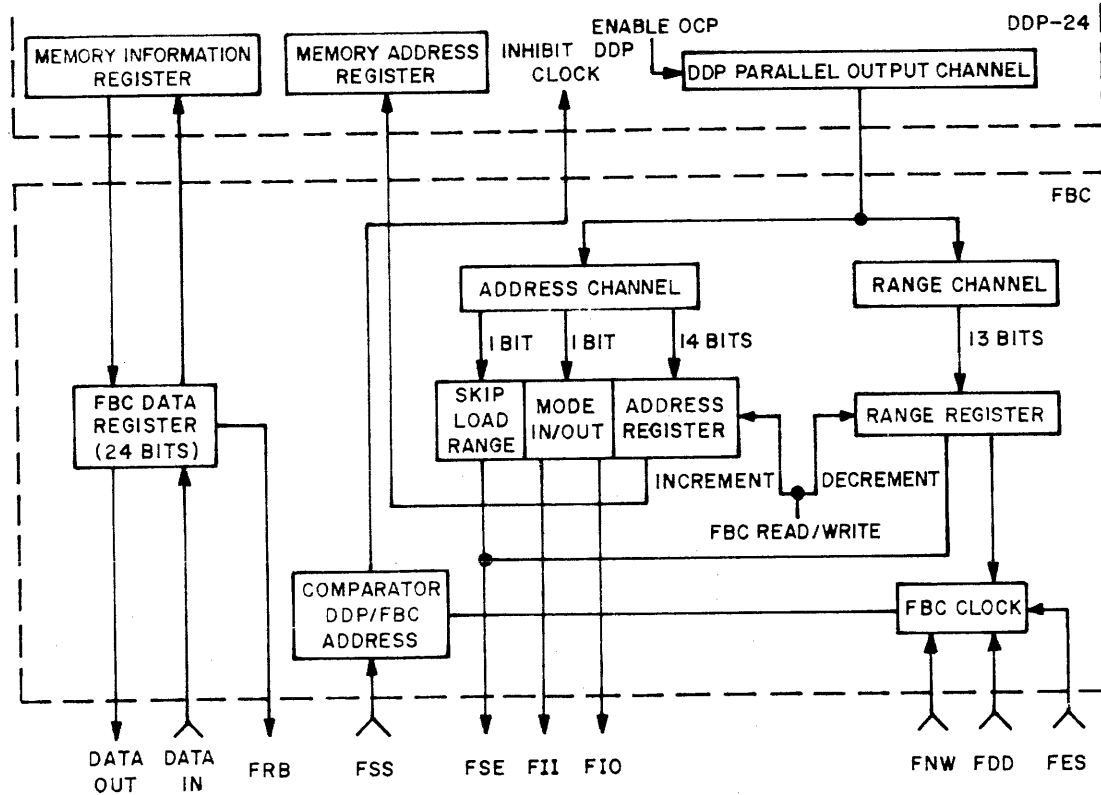 DDP-24
MEMORY INFORMATION
REGISTER
MEMORY ADDRESS
REGISTER
INHIBIT DDP
CLOCK
ENABLE OCP
DDP PARALLEL OUTPUT CHANNEL
FBC
ADDRESS CHANNEL
RANGE CHANNEL
1 BIT
1 BIT
14 BITS
13 BITS
FBC DATA
REGISTER
(24 BITS)
SKIP
LOAD
RANGE
MODE
IN/OUT
ADDRESS
REGISTER
RANGE REGISTER
INCREMENT
DECREMENT
FBC READ/WRITE
COMPARATOR
DDP/FBC
ADDRESS
FBC CLOCK
DATA
OUT
DATA
IN
FRB
FSS
FSE
FII
FIO
FNW
FDD
FES